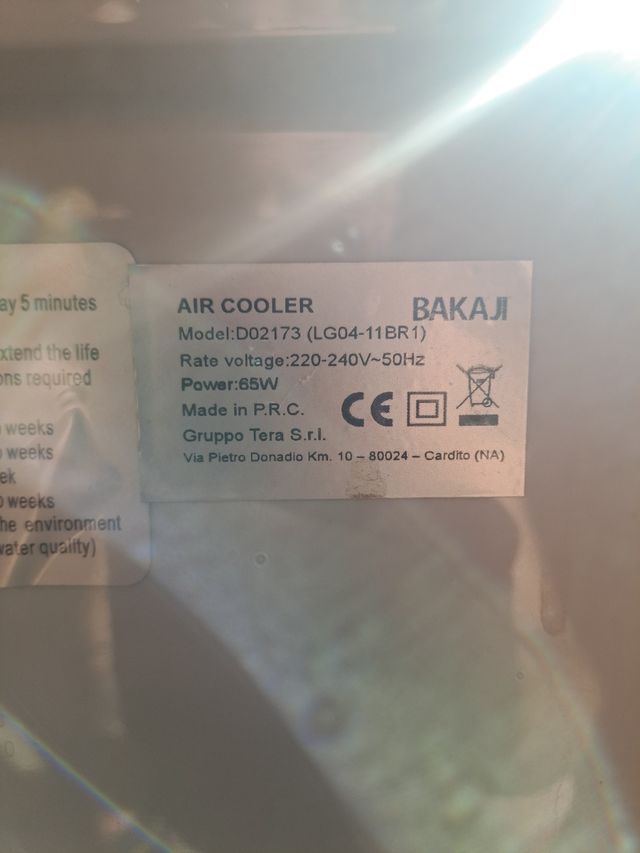 ay 5 minutes
xtend the life
ons required
weeks
weeks
ek
weeks
he environment
water quality)
AIR COOLER
BAKAJI
Model:D02173 (LG04-11BR1)
Rate voltage:220-240V~50Hz
Power:65W
Made in P.R.C.
CE
Gruppo Tera S.r.l.
Via Pietro Donadio Km. 10 – 80024 – Cardito (NA)